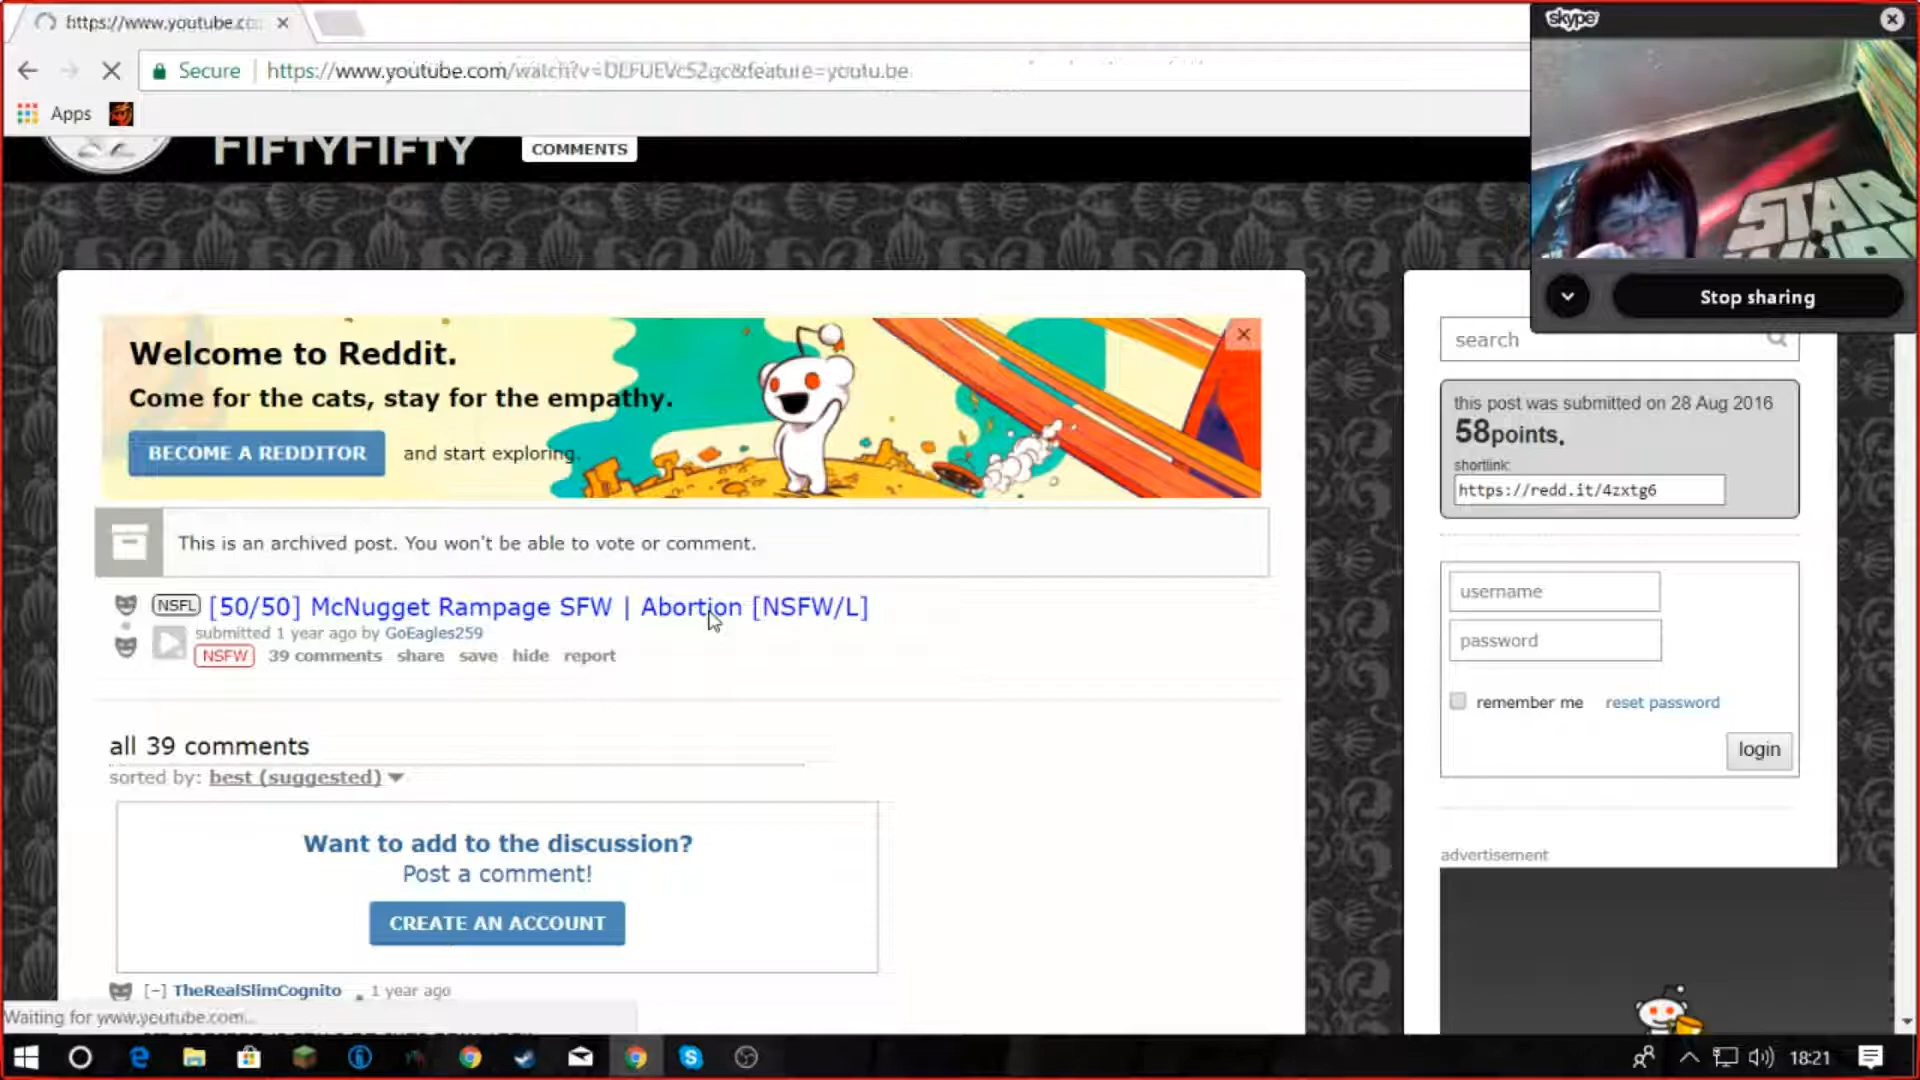 https://www.youtube.co
skype
Secure
https://www.youtube.com/watch?v=DLFUEVc5Zgc&feature=youtu.be
Apps
FIFTYFIFTY
COMMENTS
STAR
Stop sharing
Welcome to Reddit.
Come for the cats, stay for the empathy.
BECOME A REDDITOR
and start exploring.
search
this post was submitted on 28 Aug 2016
58points.
shortlink:
https://redd.it/4zxtg6
This is an archived post. You won't be able to vote or comment.
NSFL [50/50] McNugget Rampage SFW | Abortion [NSFW/L]
submitted 1 year ago by GoEagles259
NSFW 39 comments share save hide report
username
password
remember me reset password
login
all 39 comments
sorted by: best (suggested)
Want to add to the discussion?
Post a comment!
CREATE AN ACCOUNT
advertisement
[–] TheRealSlimCognito 1 year ago
Waiting for www.youtube.com...
18:21